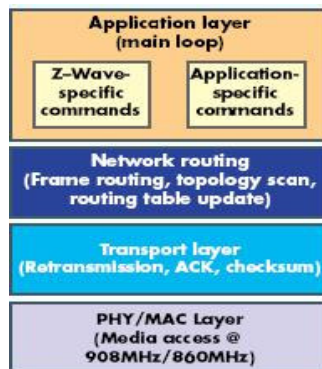 Application layer
(main loop)
Z-Wave-
specific
commands
Application-
specific
commands
Network routing
(Frame routing, topology scan,
routing table update)
Transport layer
(Retransmission, ACK, checksum)
PHY/MAC Layer
(Media access @
908MHz/860MHz)